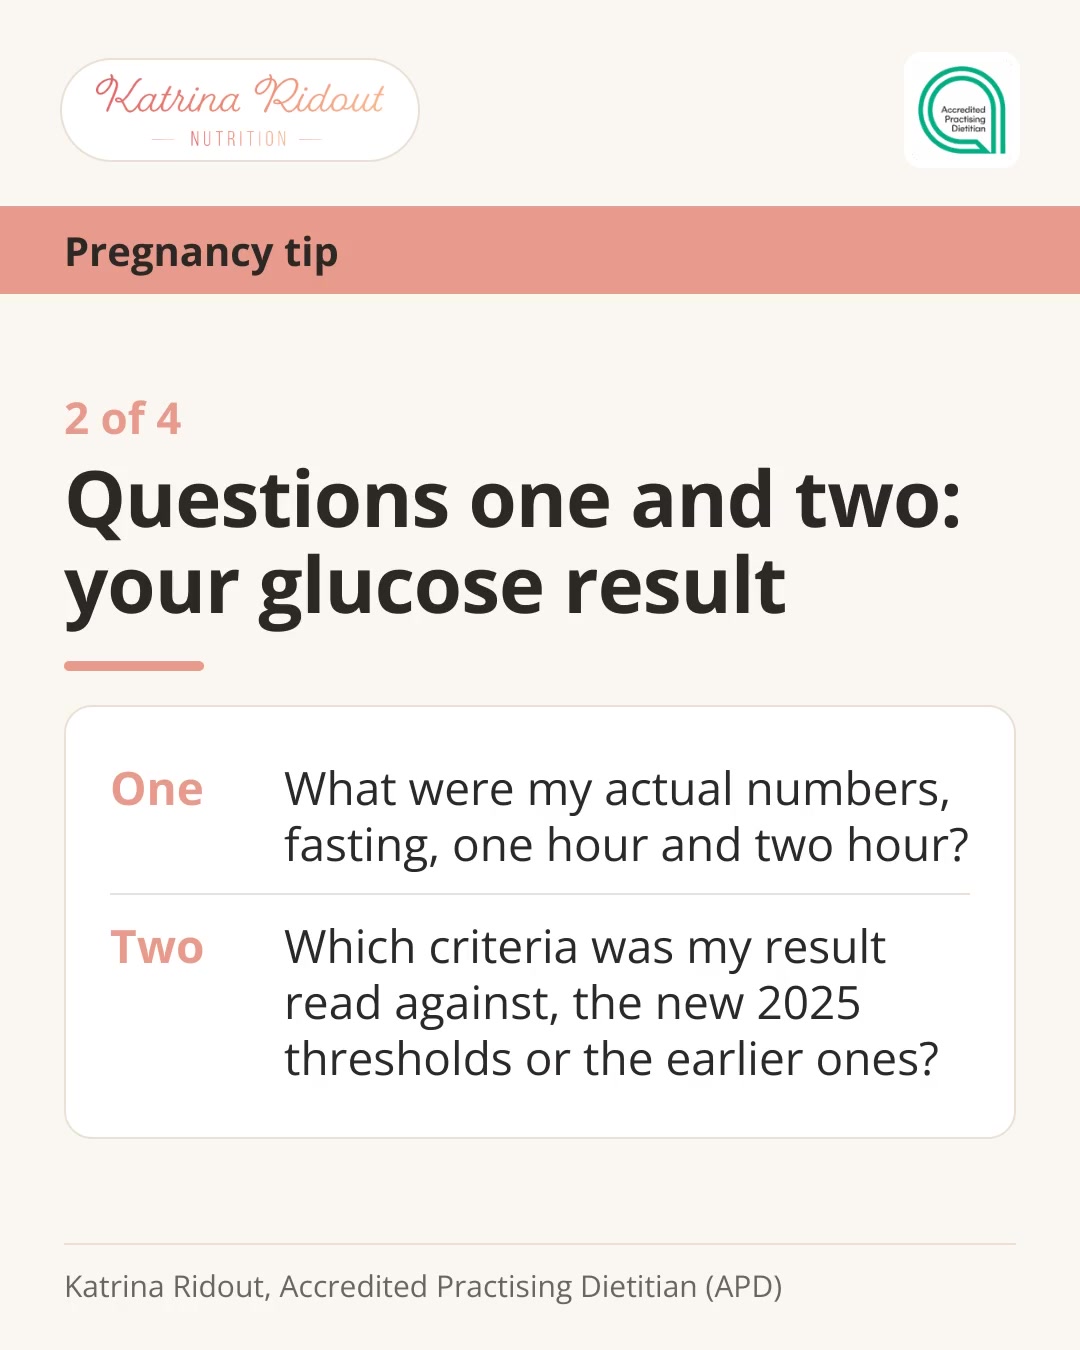 Katrina Ridout
NUTRITION
Accredited
Practising
Dietitian
Pregnancy tip
2 of 4
Questions one and two:
your glucose result
One
What were my actual numbers,
fasting, one hour and two hour?
Two
Which criteria was my result
read against, the new 2025
thresholds or the earlier ones?
Katrina Ridout, Accredited Practising Dietitian (APD)